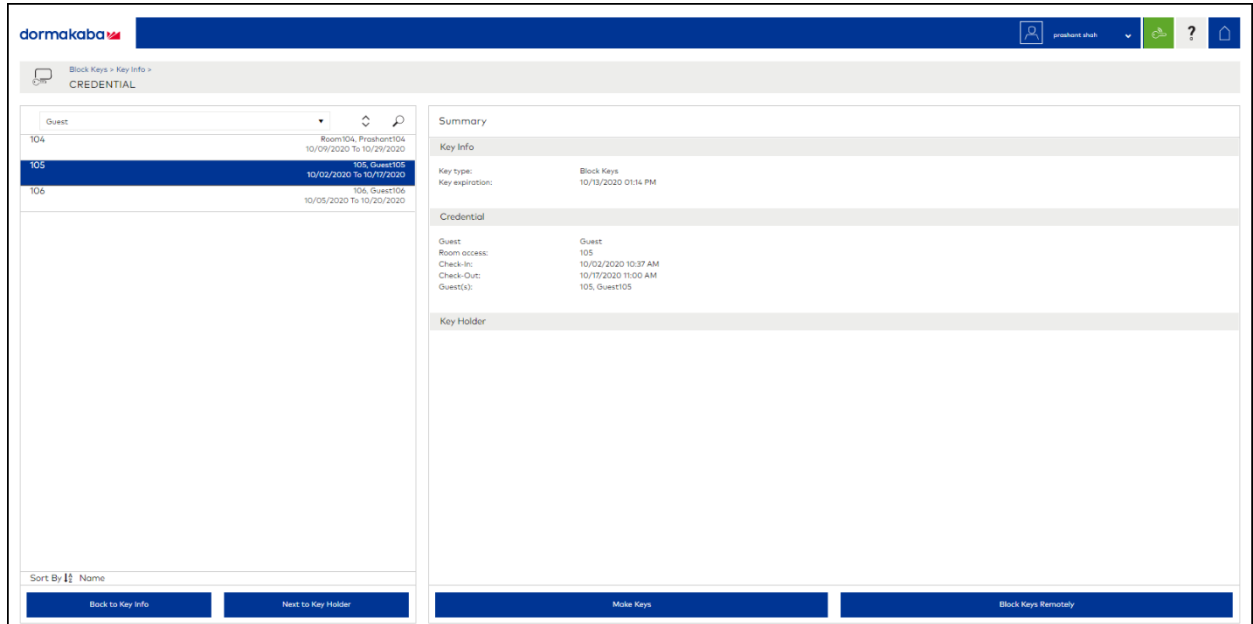 dormakaba
prashant shah
?
Block Keys > Key Info >
CREDENTIAL
Guest
104
Room104, Prashant104
10/09/2020 To 10/29/2020
105
105, Guest105
10/02/2020 To 10/17/2020
106
106, Guest106
10/05/2020 To 10/20/2020
Sort By Name
Back to Key Info
Next to Key Holder
Summary
Key Info
Key type: Block Keys
Key expiration: 10/13/2020 01:14 PM
Credential
Guest Guest
Room access: 105
Check-In: 10/02/2020 10:37 AM
Check-Out: 10/17/2020 11:00 AM
Guest(s): 105, Guest105
Key Holder
Make Keys
Block Keys Remotely